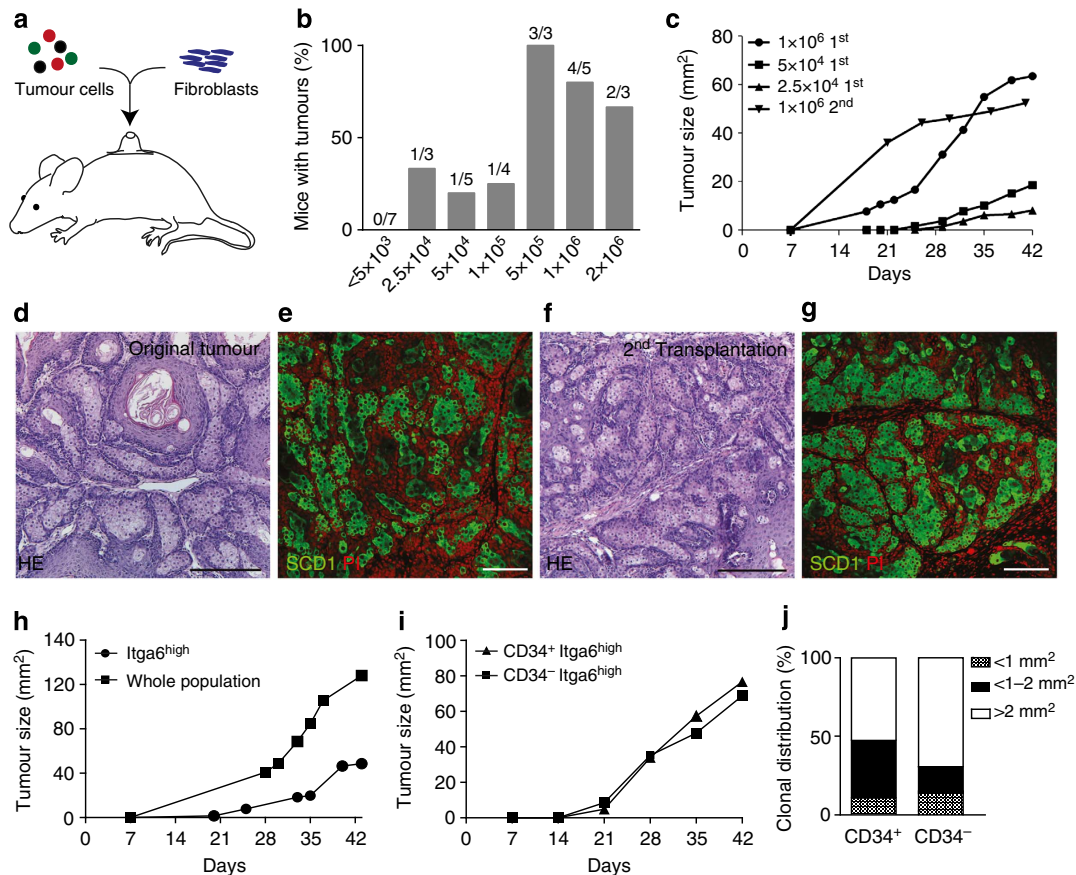 a
Tumour cells
Fibroblasts
b
Mice with tumours (%)
100
50
0
0/7
1/3
1/5
1/4
3/3
4/5
2/3
<5×10³
2.5×10⁴
5×10⁴
1×10⁵
5×10⁵
1×10⁶
2×10⁶
c
Tumour size (mm²)
80
60
40
20
0
1×10⁶ 1ˢᵗ
5×10⁴ 1ˢᵗ
2.5×10⁴ 1ˢᵗ
1×10⁶ 2ⁿᵈ
7 14 21 28 35 42
Days
d
Original tumour
HE
e
SCD1 PI
f
2ⁿᵈ Transplantation
HE
g
SCD1 PI
h
Tumour size (mm²)
140
120
80
40
0
Itga6ʰⁱᵍʰ
Whole population
0 7 14 21 28 35 42
Days
i
Tumour size (mm²)
100
80
60
40
20
0
CD34⁺ Itga6ʰⁱᵍʰ
CD34⁻ Itga6ʰⁱᵍʰ
0 7 14 21 28 35 42
Days
j
Clonal distribution (%)
100
50
0
<1 mm²
<1–2 mm²
>2 mm²
CD34⁺
CD34⁻